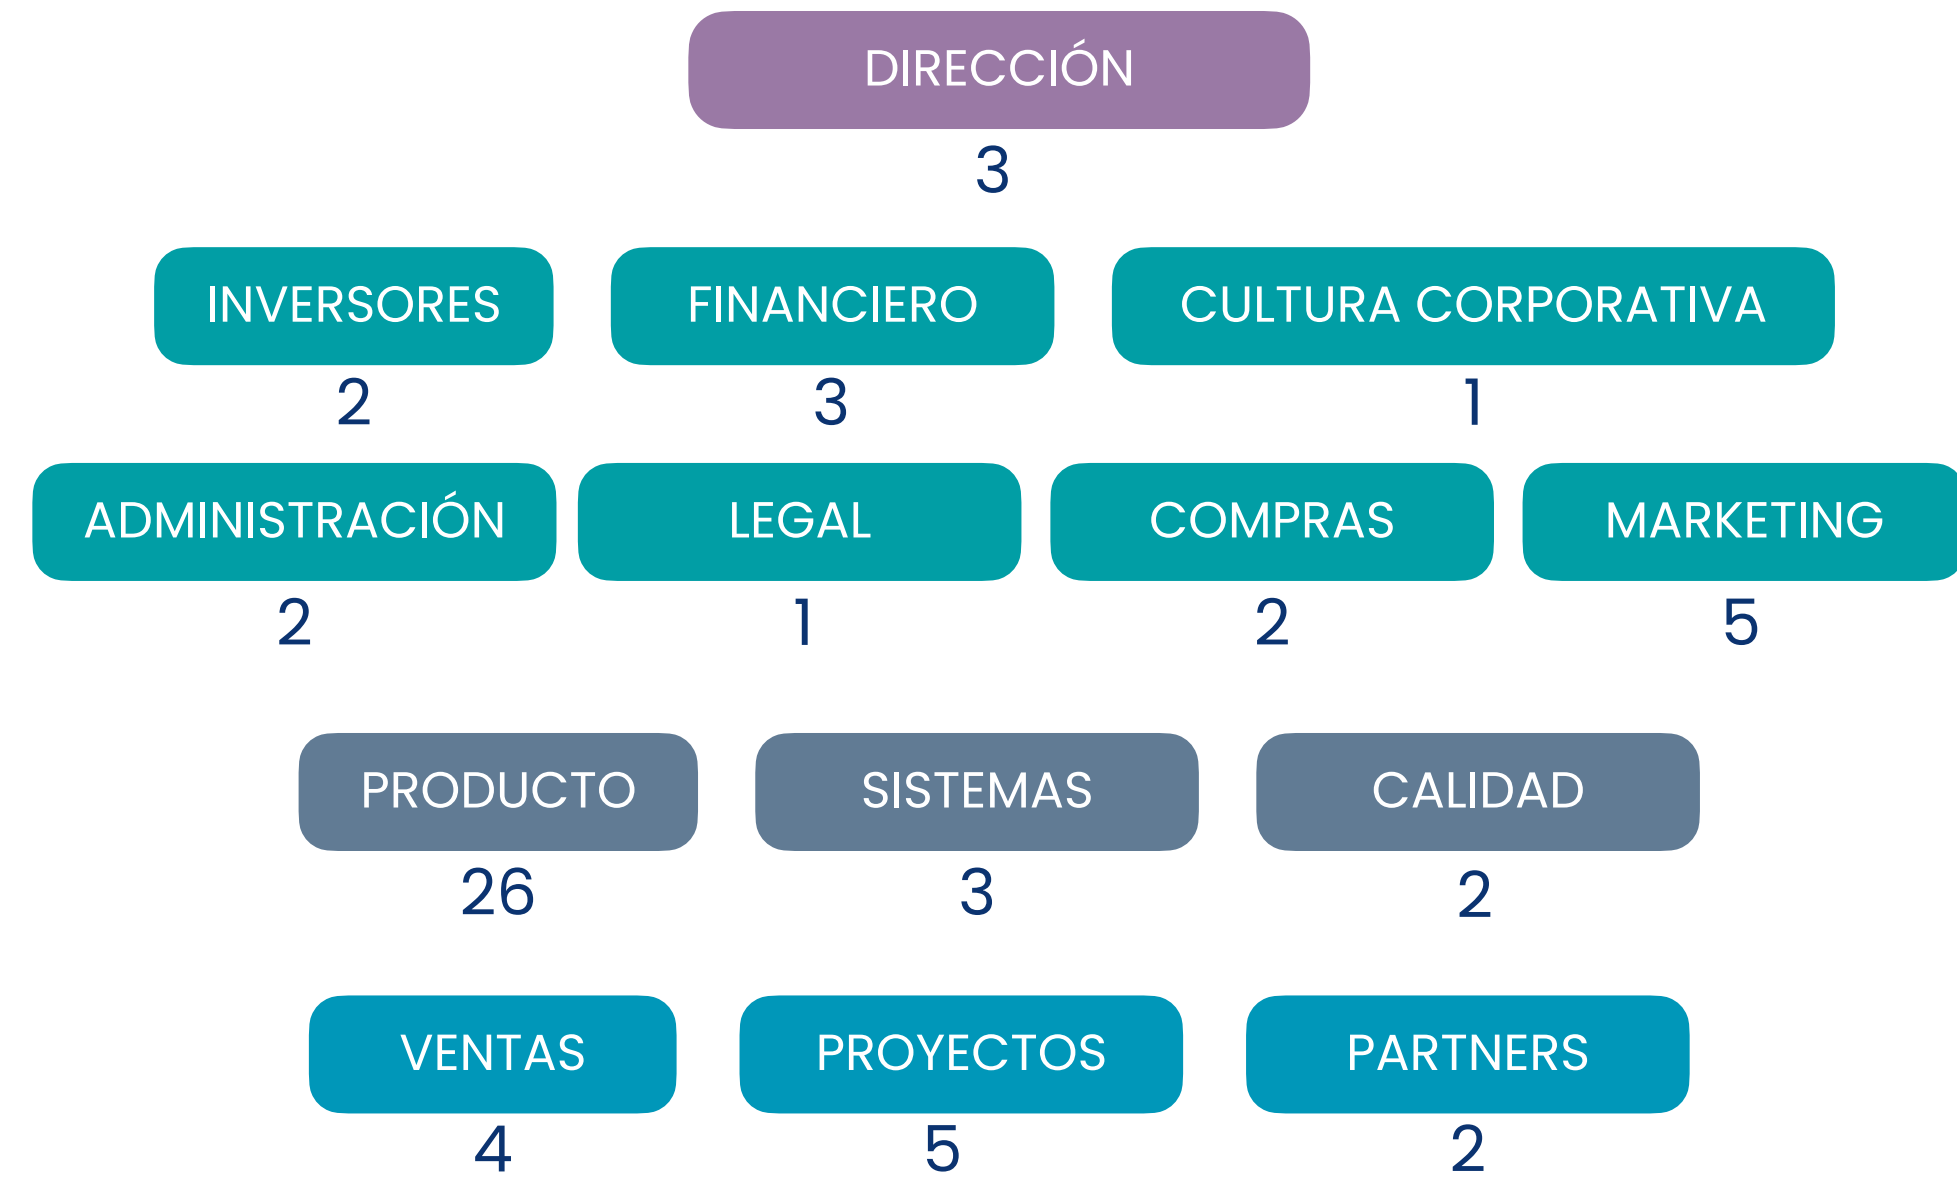 DIRECCIÓN
3
INVERSORES FINANCIERO CULTURA CORPORATIVA
2 3 1
ADMINISTRACIÓN LEGAL COMPRAS MARKETING
2 1 2 5
PRODUCTO SISTEMAS CALIDAD
26 3 2
VENTAS PROYECTOS PARTNERS
4 5 2